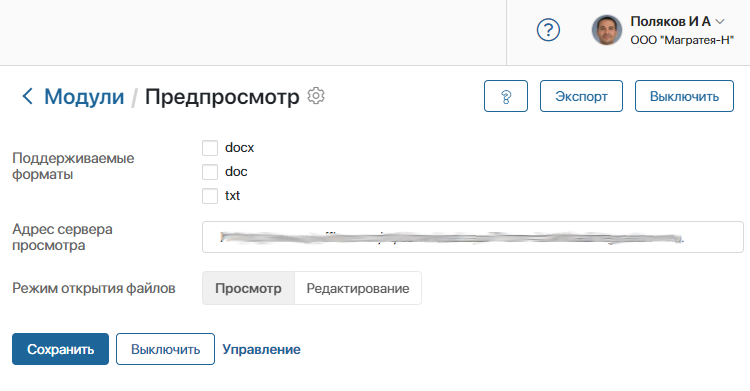 Поляков И А
ООО "Магратея-Н"
Модули / Предпросмотр
Экспорт
Выключить
Поддерживаемые
форматы
docx
doc
txt
Адрес сервера
просмотра
Режим открытия файлов
Просмотр
Редактирование
Сохранить
Выключить
Управление